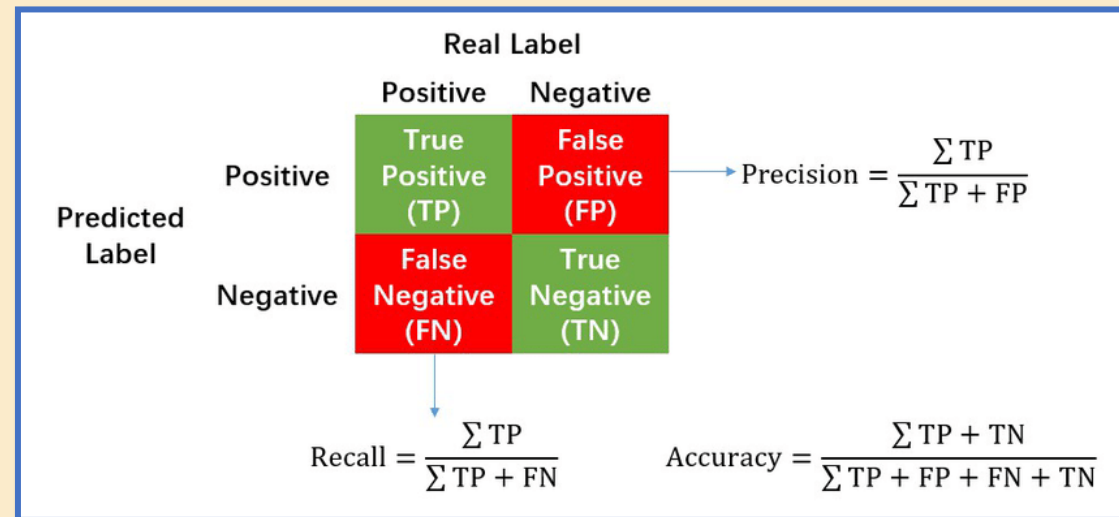 Real Label
Positive Negative
True
Positive
(TP)
False
Positive
(FP)
Positive
Precision = ∑ TP / ∑ TP + FP
Predicted
Label
False
Negative
(FN)
True
Negative
(TN)
Negative
Recall = ∑ TP / ∑ TP + FN
Accuracy = ∑ TP + TN / ∑ TP + FP + FN + TN